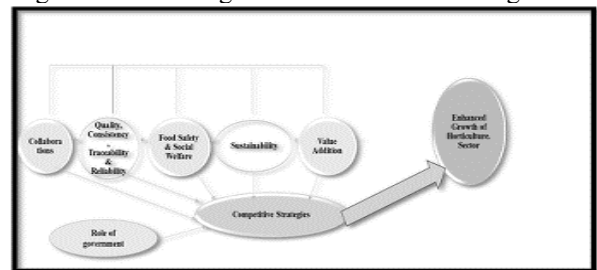 Collabora
tions
Quality,
Consistency
-
Traceability
&
Reliability
Food Safety
& Social
Welfare
Sustainability
Value
Addition
Enhanced
Growth of
Horticulture.
Sector
Competitive Strategies
Role of
government